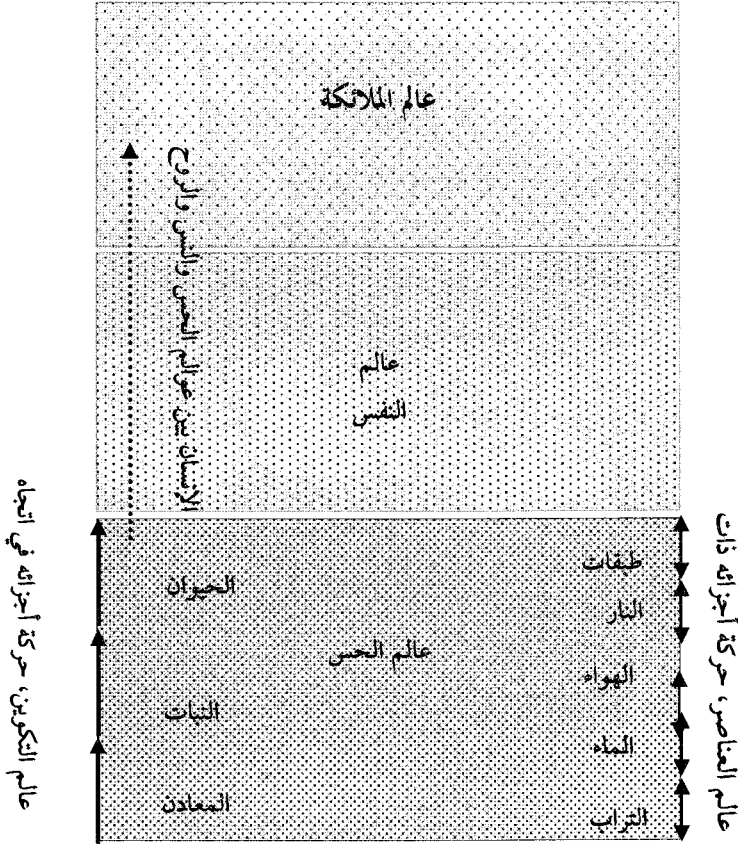 عالم الملائكة
عالم
النفس
عالم الحس
طبقات
النار
الهواء
الماء
التراب
الحيوان
النبات
المعادن
الإنسان بين عوالم الحس والنفس والروح
عالم العناصر، حركة أجزائه ذات
عالم التكوين، حركة أجزائه في اتجاه